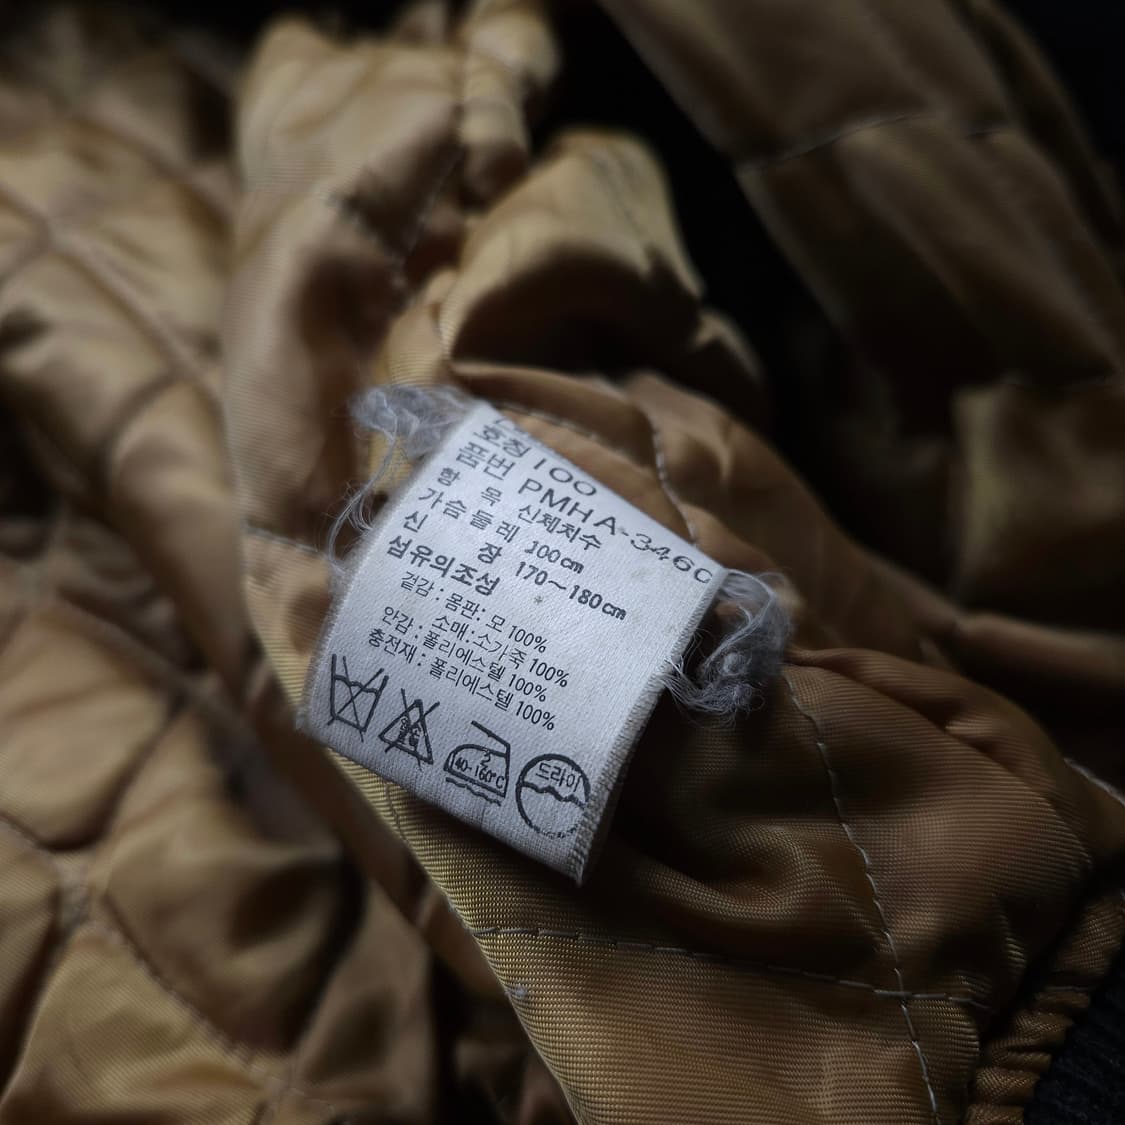 호칭 100
품번 PMHA-346C
항 목 신체치수
가슴둘레 100cm
신 장 170~180cm
섬유의조성
겉감 : 몸판 : 모 100%
소매 : 소가죽 100%
안감 : 폴리에스텔 100%
충전재 : 폴리에스텔 100%
2
140-160°C
드라이